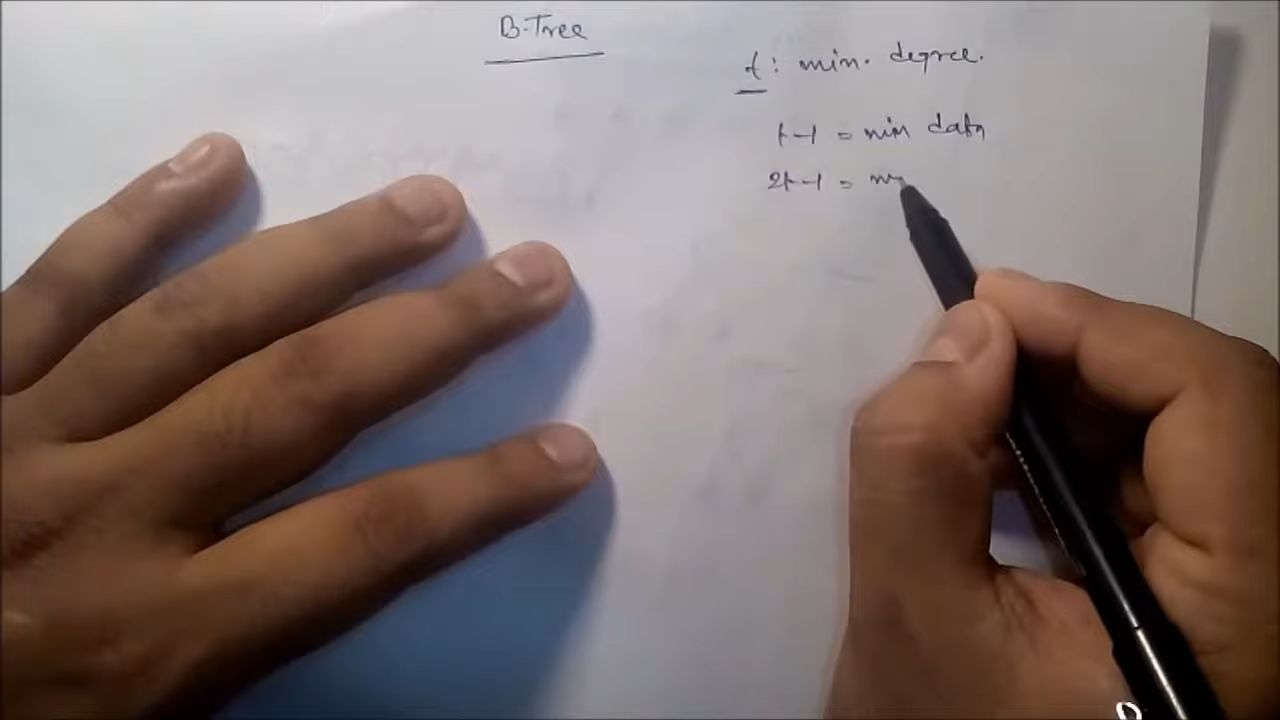 B-Tree
t: min. degree.
t-1 = min data
2t-1 =